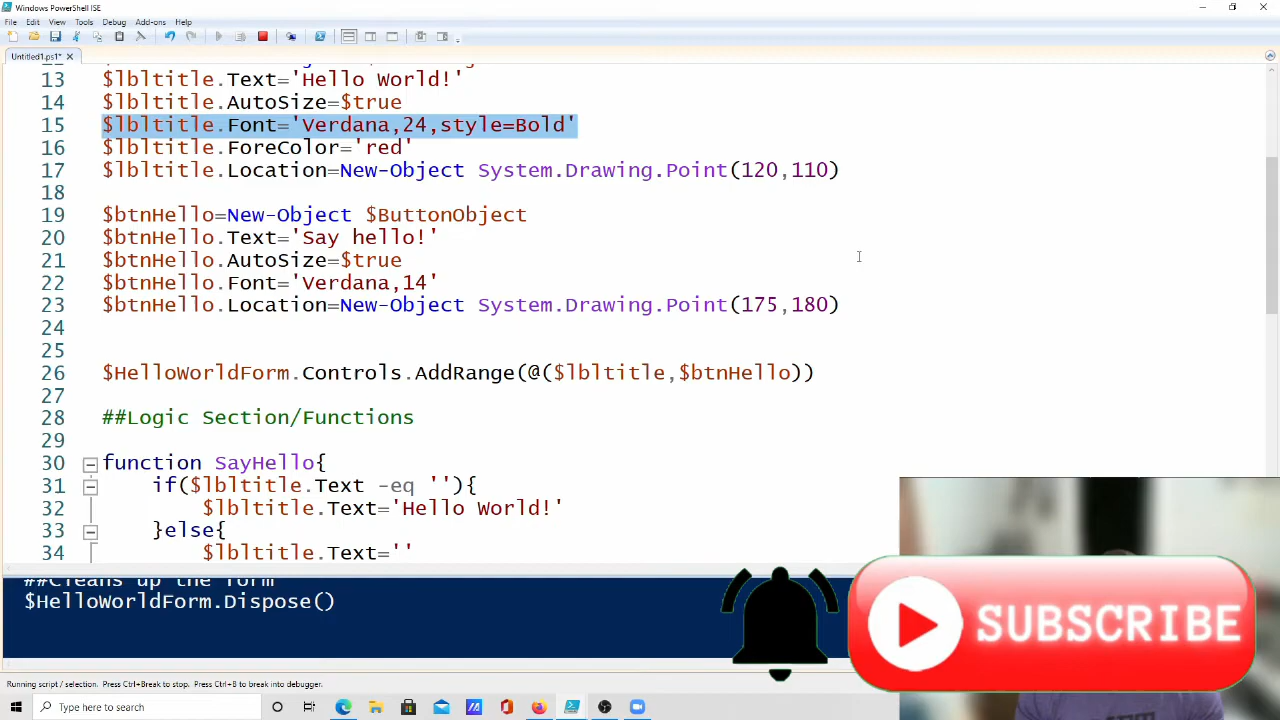 Windows PowerShell ISE
File Edit View Tools Debug Add-ons Help
Untitled1.ps1* X
13 $lbltitle.Text='Hello World!'
14 $lbltitle.AutoSize=$true
15 $lbltitle.Font='Verdana,24,style=Bold'
16 $lbltitle.ForeColor='red'
17 $lbltitle.Location=New-Object System.Drawing.Point(120,110)
18
19 $btnHello=New-Object $ButtonObject
20 $btnHello.Text='Say hello!'
21 $btnHello.AutoSize=$true
22 $btnHello.Font='Verdana,14'
23 $btnHello.Location=New-Object System.Drawing.Point(175,180)
24
25
26 $HelloWorldForm.Controls.AddRange(@($lbltitle,$btnHello))
27
28 ##Logic Section/Functions
29
30 function SayHello{
31 if($lbltitle.Text -eq ''){
32 $lbltitle.Text='Hello World!'
33 }else{
34 $lbltitle.Text=''
##Cleans up the form
$HelloWorldForm.Dispose()
SUBSCRIBE
Running script / selection. Press Ctrl+Break to stop. Press Ctrl+B to break into debugger.
Type here to search